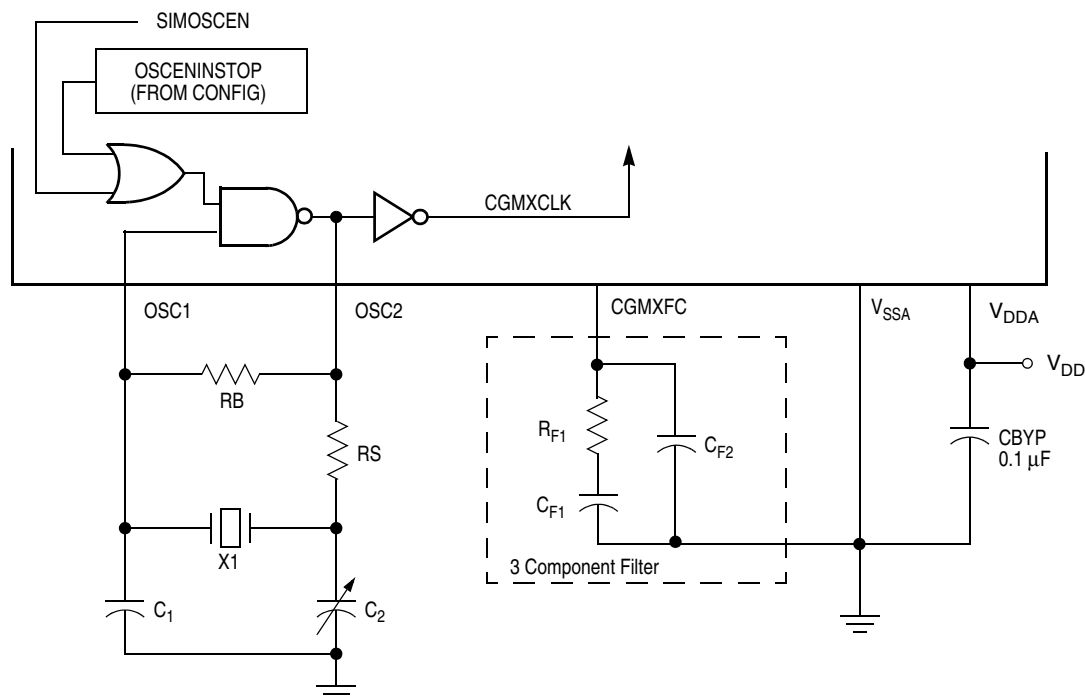 SIMOSCEN
OSCENINSTOP
(FROM CONFIG)
CGMXCLK
OSC1
OSC2
CGMXFC
VSSA
VDDA
VDD
RB
RS
RF1
CF2
CBYP
0.1 µF
CF1
X1
3 Component Filter
C1
C2